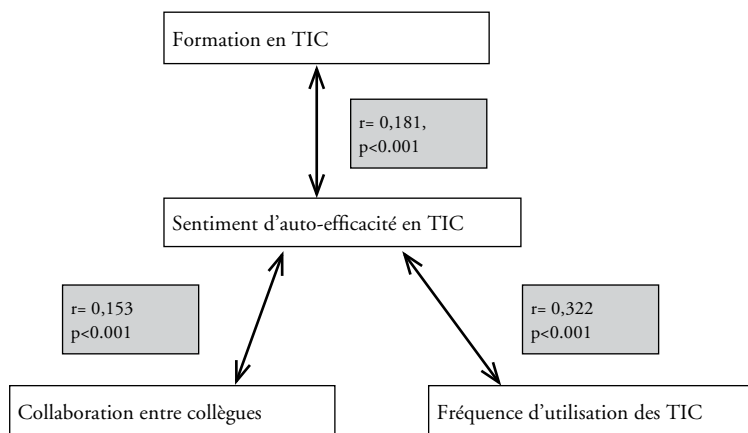 Formation en TIC
r= 0,181,
p<0.001
Sentiment d'auto-efficacité en TIC
r= 0,153
p<0.001
r= 0,322
p<0.001
Collaboration entre collègues
Fréquence d'utilisation des TIC